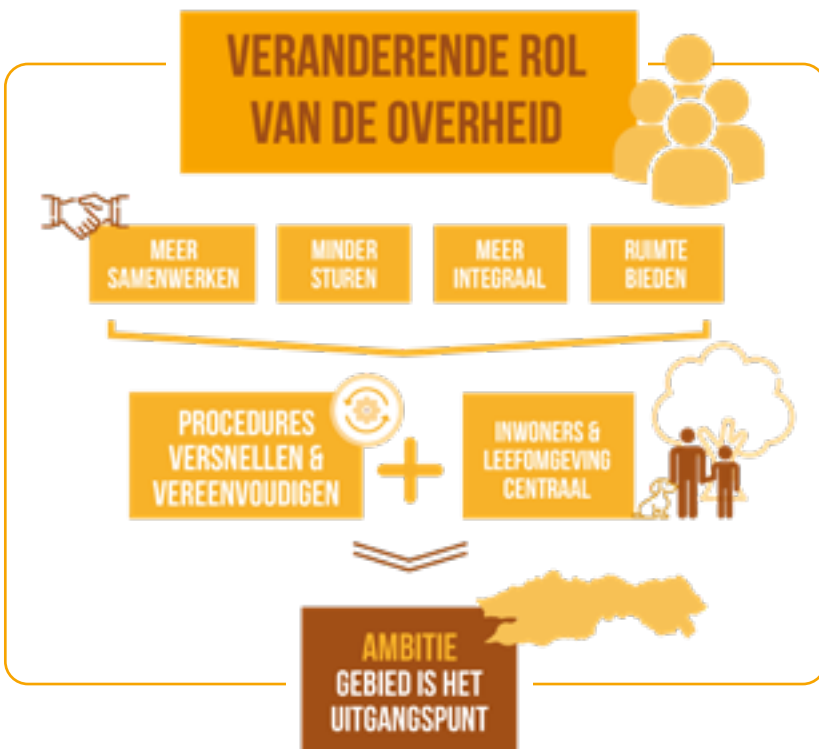 VERANDERENDE ROL
VAN DE OVERHEID
MEER
SAMENWERKEN
MINDER
STUREN
MEER
INTEGRAAL
RUIMTE
BIEDEN
PROCEDURES
VERSNELLEN &
VEREENVOUDIGEN
INWONERS &
LEEFOMGEVING
CENTRAAL
AMBITIE
GEBIED IS HET
UITGANGSPUNT